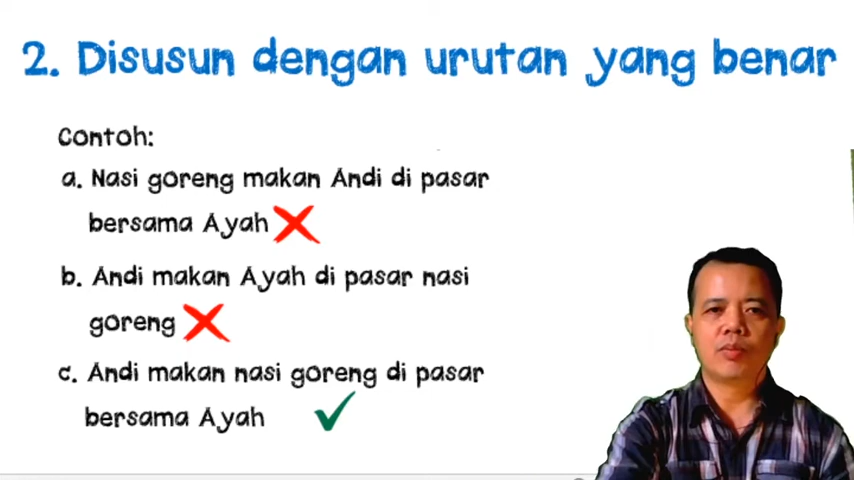 2. Disusun dengan urutan yang benar
Contoh:
a. Nasi goreng makan Andi di pasar
bersama Ayah
b. Andi makan Ayah di pasar nasi
goreng
c. Andi makan nasi goreng di pasar
bersama Ayah